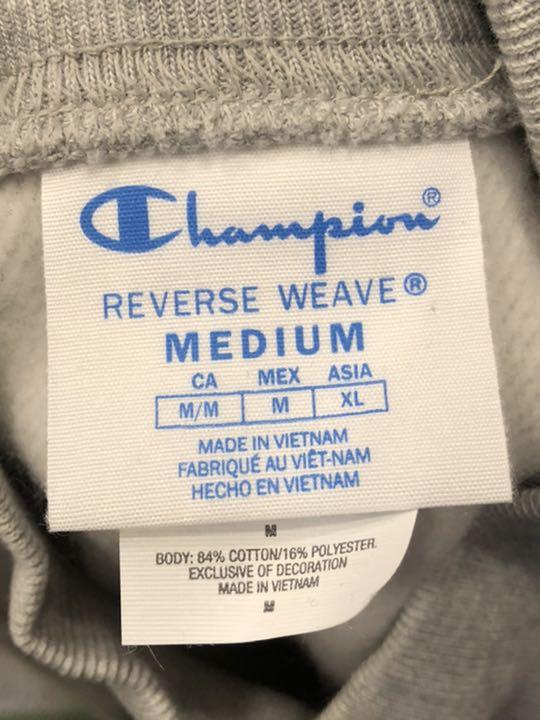 Champion®
REVERSE WEAVE®
MEDIUM
CA MEX ASIA
M/M M XL
MADE IN VIETNAM
FABRIQUÉ AU VIÊT-NAM
HECHO EN VIETNAM
M
BODY: 84% COTTON/16% POLYESTER.
EXCLUSIVE OF DECORATION
MADE IN VIETNAM
M